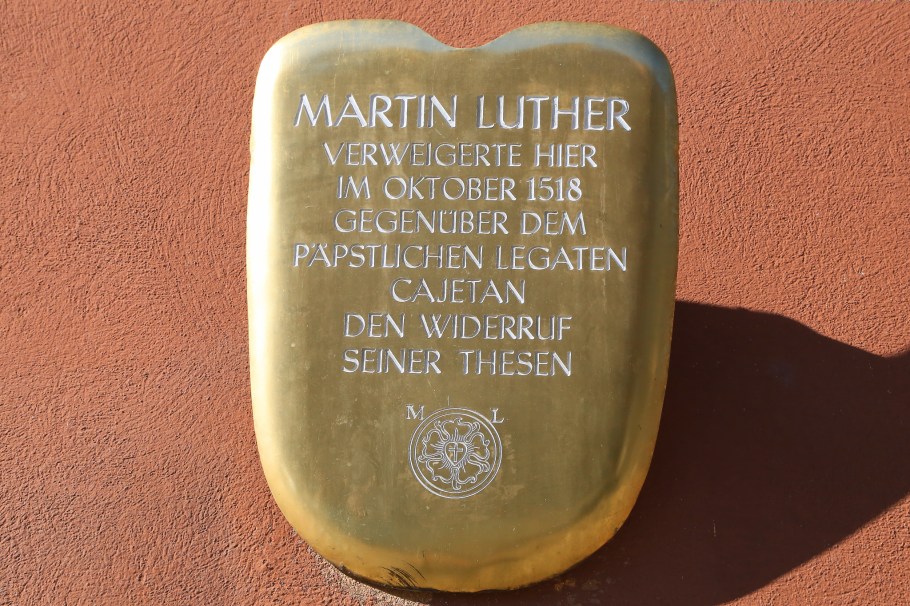 MARTIN LUTHER
VERWEIGERTE HIER
IM OKTOBER 1518
GEGENÜBER DEM
PÄPSTLICHEN LEGATEN
CAJETAN
DEN WIDERRUF
SEINER THESEN
M L